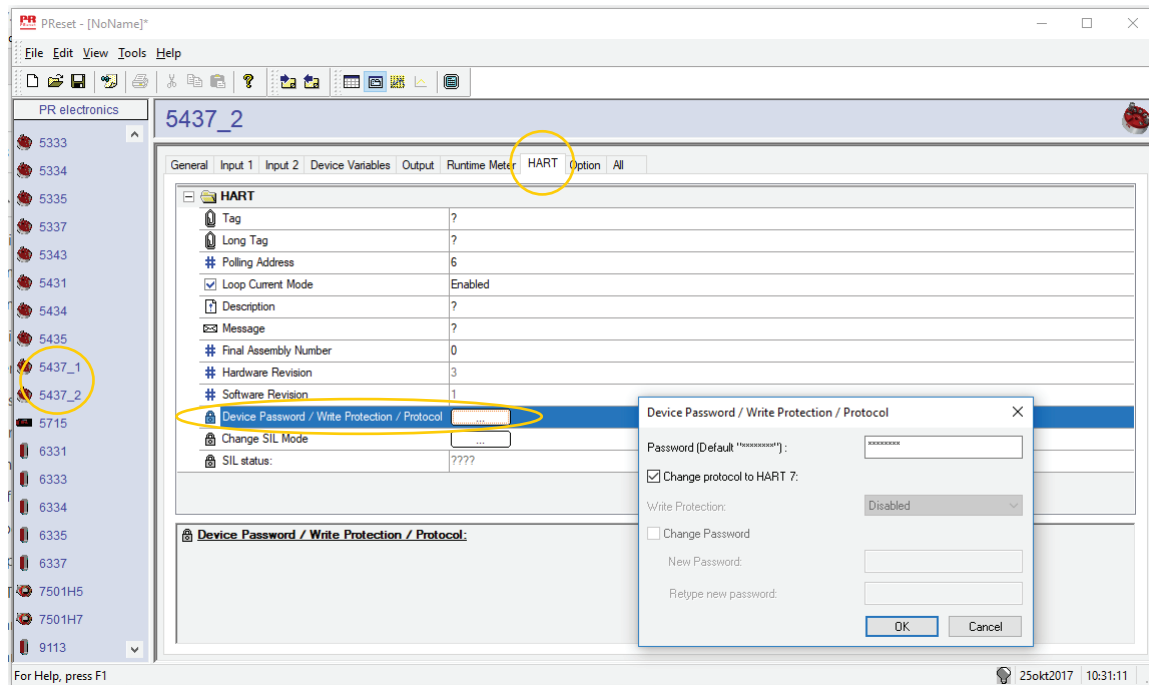 PR PReset - [NoName]*
File Edit View Tools Help
PR electronics
5333
5334
5335
5337
5343
5431
5434
5435
5437_1
5437_2
5715
6331
6333
6334
6335
6337
7501H5
7501H7
9113
5437_2
General Input 1 Input 2 Device Variables Output Runtime Meter HART Option All
HART
Tag ?
Long Tag ?
# Polling Address 6
Loop Current Mode Enabled
Description ?
Message ?
# Final Assembly Number 0
# Hardware Revision 3
# Software Revision 1
Device Password / Write Protection / Protocol ...
Change SIL Mode ...
SIL status: ????
Device Password / Write Protection / Protocol:
Device Password / Write Protection / Protocol
Password (Default "********") : ********
Change protocol to HART 7:
Write Protection: Disabled
Change Password
New Password:
Retype new password:
OK Cancel
For Help, press F1 25okt2017 10:31:11